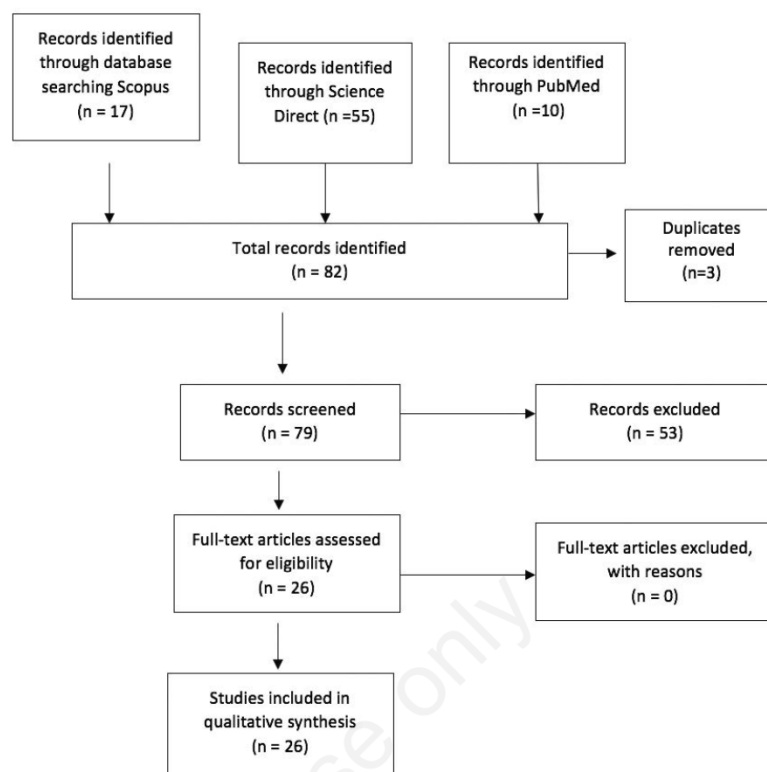 Records identified
through database
searching Scopus
(n = 17)
Records identified
through Science
Direct (n =55)
Records identified
through PubMed
(n =10)
Total records identified
(n = 82)
Duplicates
removed
(n=3)
Records screened
(n = 79)
Records excluded
(n = 53)
Full-text articles assessed
for eligibility
(n = 26)
Full-text articles excluded,
with reasons
(n = 0)
Studies included in
qualitative synthesis
(n = 26)
se only